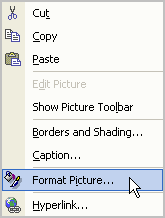 Cut
Copy
Paste
Edit Picture
Show Picture Toolbar
Borders and Shading...
Caption...
Format Picture...
Hyperlink...